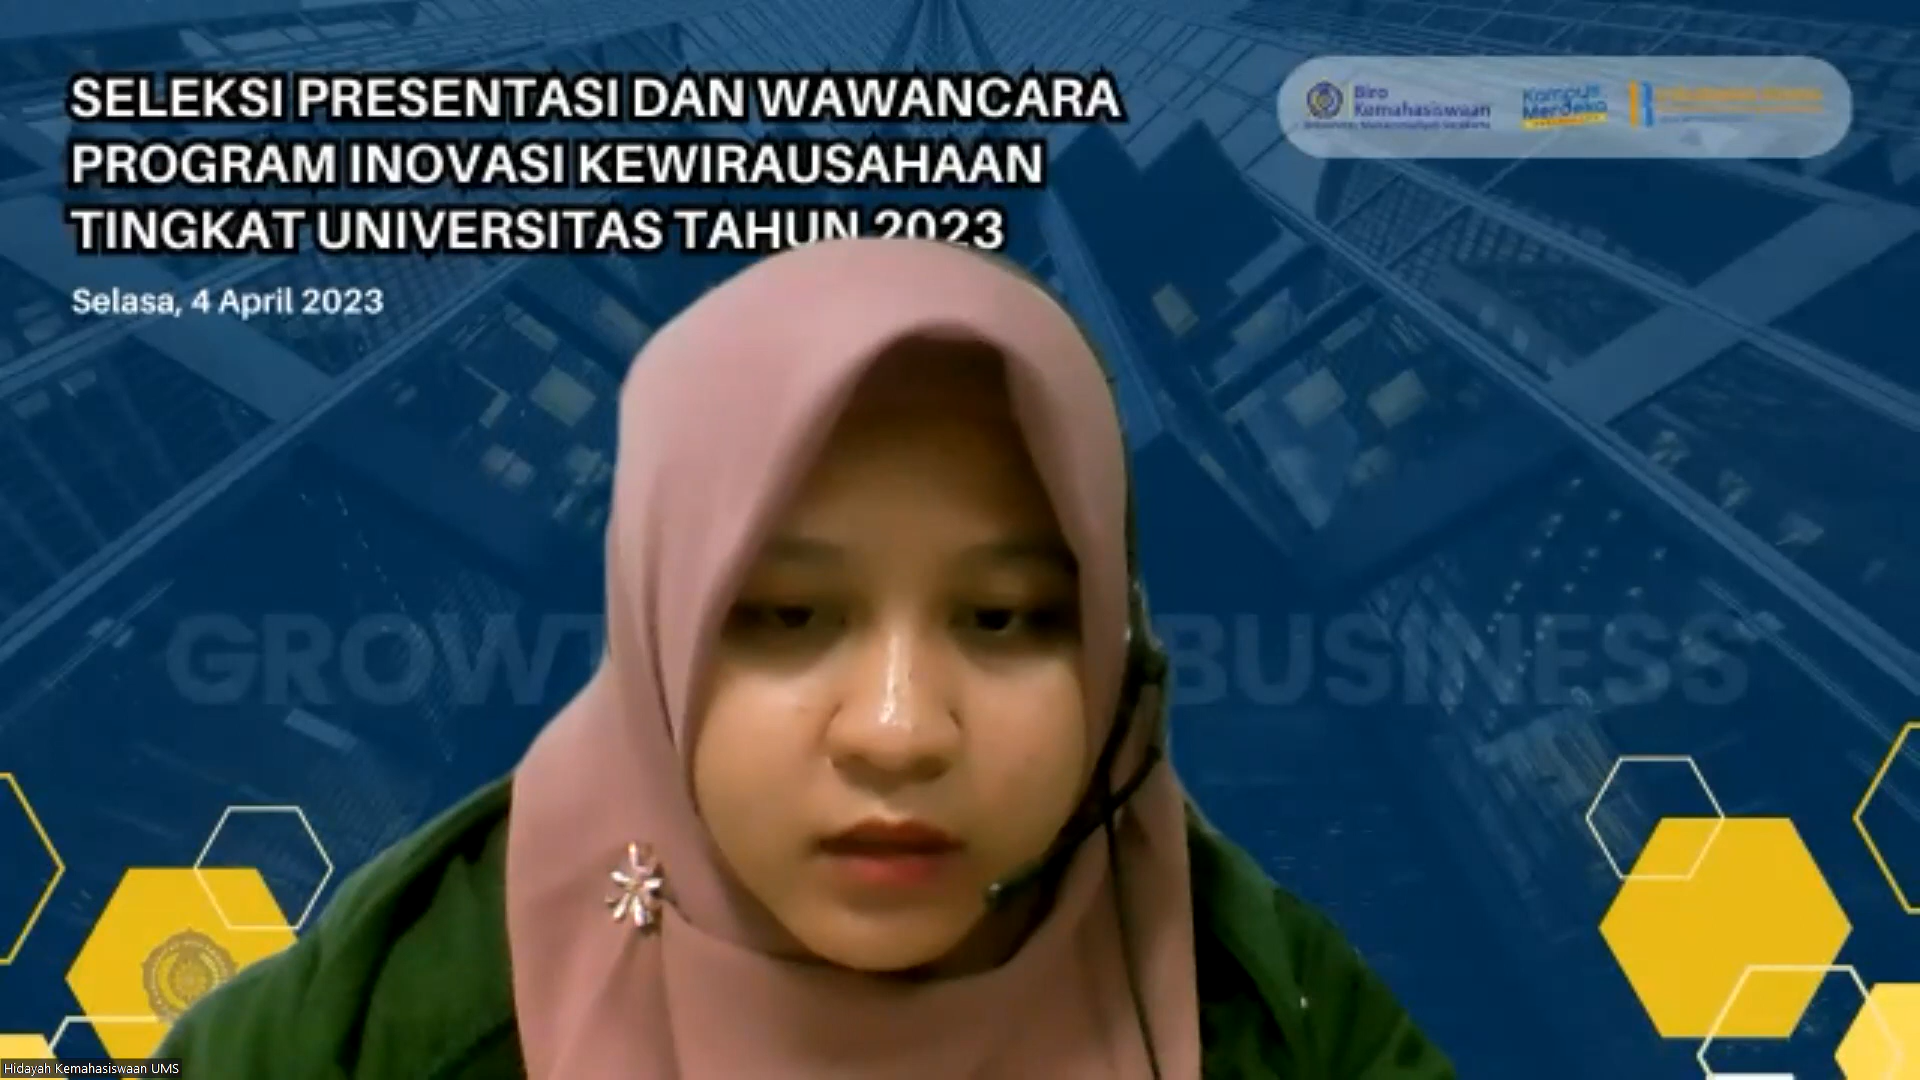 SELEKSI PRESENTASI DAN WAWANCARA
PROGRAM INOVASI KEWIRAUSAHAAN
TINGKAT UNIVERSITAS TAHUN 2023
Selasa, 4 April 2023
Biro
Kemahasiswaan
Kampus
Merdeka
GROWT
BUSINESS
Hidayah Kemahasiswaan UMS